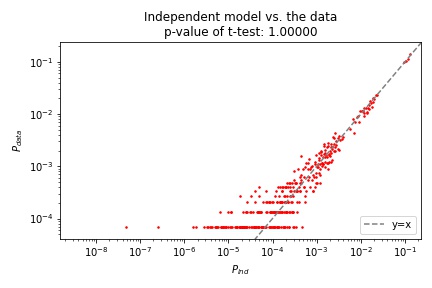 Independent model vs. the data
p-value of t-test: 1.00000
P_data
10⁻¹
10⁻²
10⁻³
10⁻⁴
y=x
10⁻⁸ 10⁻⁷ 10⁻⁶ 10⁻⁵ 10⁻⁴ 10⁻³ 10⁻² 10⁻¹
P_ind